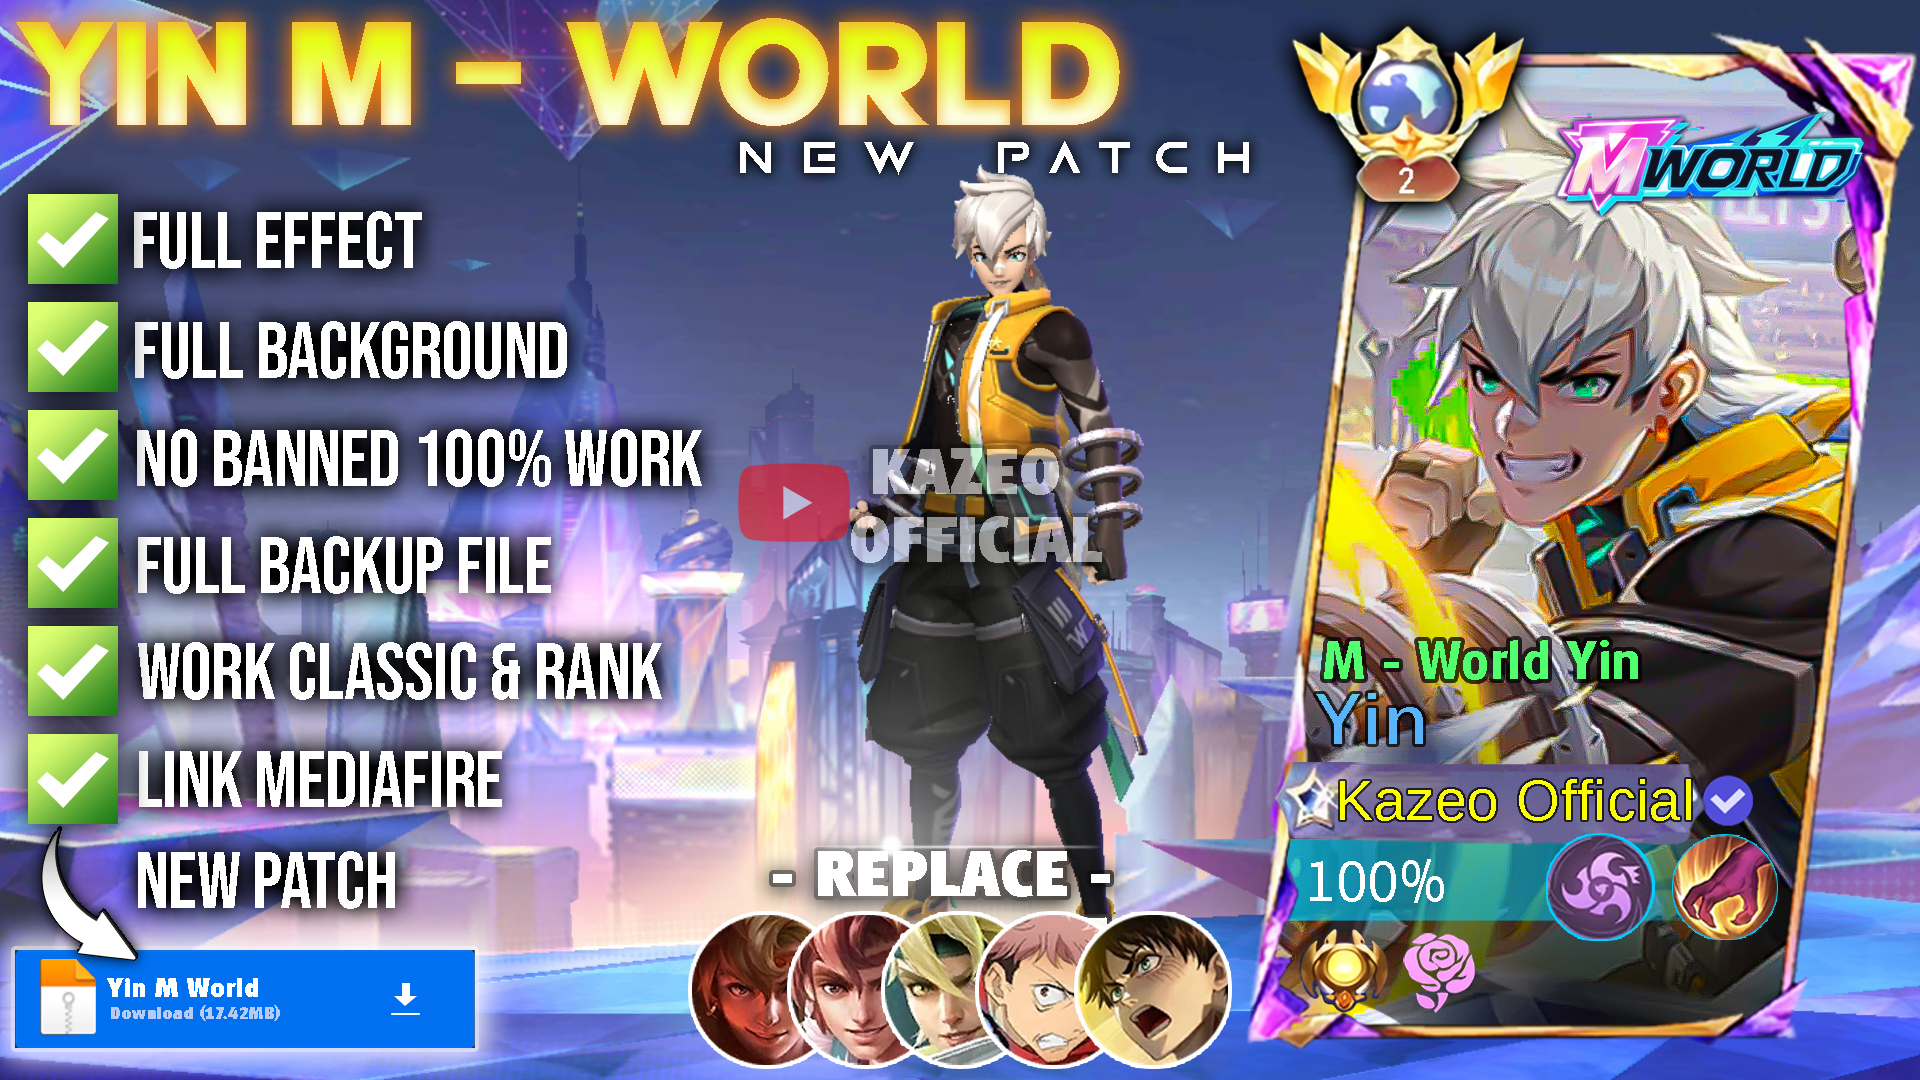 YIN M - WORLD
NEW PATCH
FULL EFFECT
FULL BACKGROUND
NO BANNED 100% WORK
FULL BACKUP FILE
WORK CLASSIC & RANK
LINK MEDIAFIRE
NEW PATCH
Yin M World
Download (17.42MB)
KAZEO
OFFICIAL
- REPLACE -
2
MWORLD
M - World Yin
Yin
Kazeo Official
100%